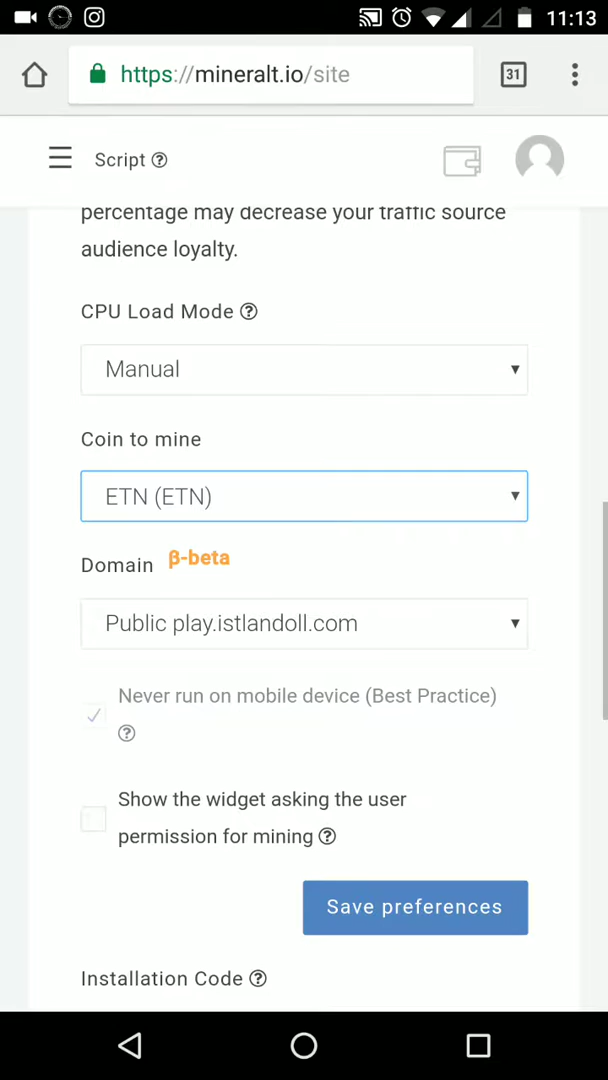 11:13
https://mineralt.io/site
31
Script ?
percentage may decrease your traffic source
audience loyalty.
CPU Load Mode ?
Manual
Coin to mine
ETN (ETN)
Domain β-beta
Public play.istlandoll.com
Never run on mobile device (Best Practice)
?
Show the widget asking the user
permission for mining ?
Save preferences
Installation Code ?